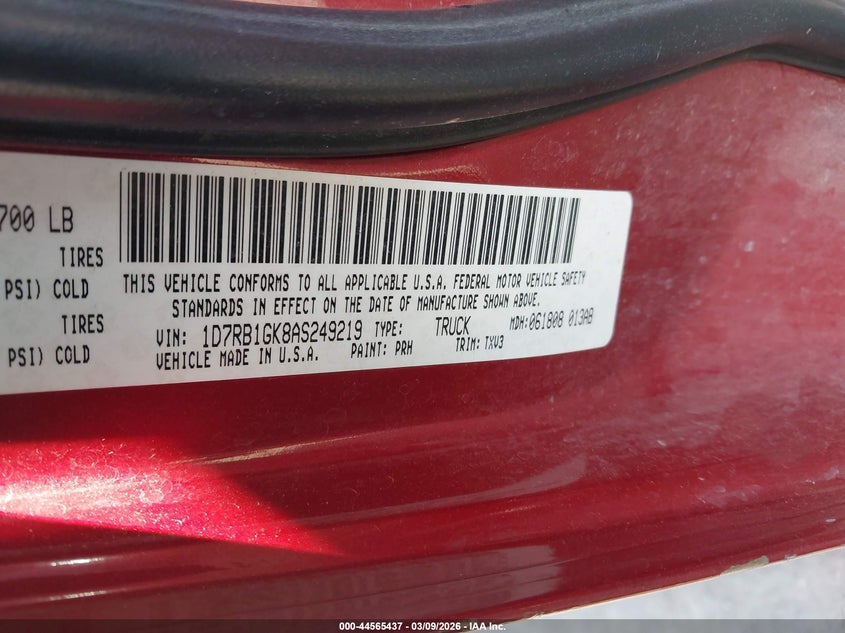 700 LB
TIRES
PSI) COLD
TIRES
PSI) COLD
THIS VEHICLE CONFORMS TO ALL APPLICABLE U.S.A. FEDERAL MOTOR VEHICLE SAFETY
STANDARDS IN EFFECT ON THE DATE OF MANUFACTURE SHOWN ABOVE.
VIN: 1D7RB1GK8AS249219 TYPE: TRUCK MDH:061808 013AB
VEHICLE MADE IN U.S.A. PAINT: PRH TRIM: TXV3
000-44565437 | 03/09/2026 | IAA Inc.